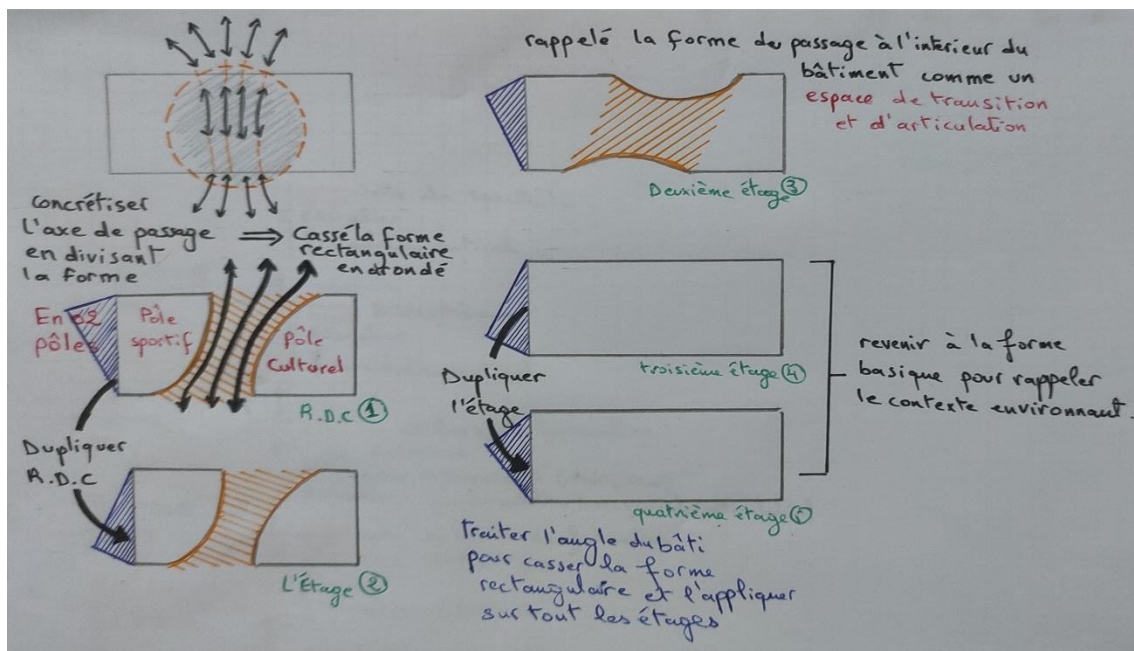 concrétiser
l'axe de passage
en divisant
la forme
⇒ Cassé la forme
rectangulaire
en arondé
En 02
pôles
Pôle
sportif
Pôle
Culturel
R.D.C ①
Dupliquer
R.D.C
L'Étage ②
rappelé la forme du passage à l'intérieur du
bâtiment comme un
espace de transition
et d'articulation
Deuxième étage ③
troisième étage ④
Dupliquer
l'étage
quatrième étage ⑤
revenir à la forme
basique pour rappeler
le contexte environnant.
traiter l'angle du bâti
pour casser la forme
rectangulaire et l'appliquer
sur tout les étages